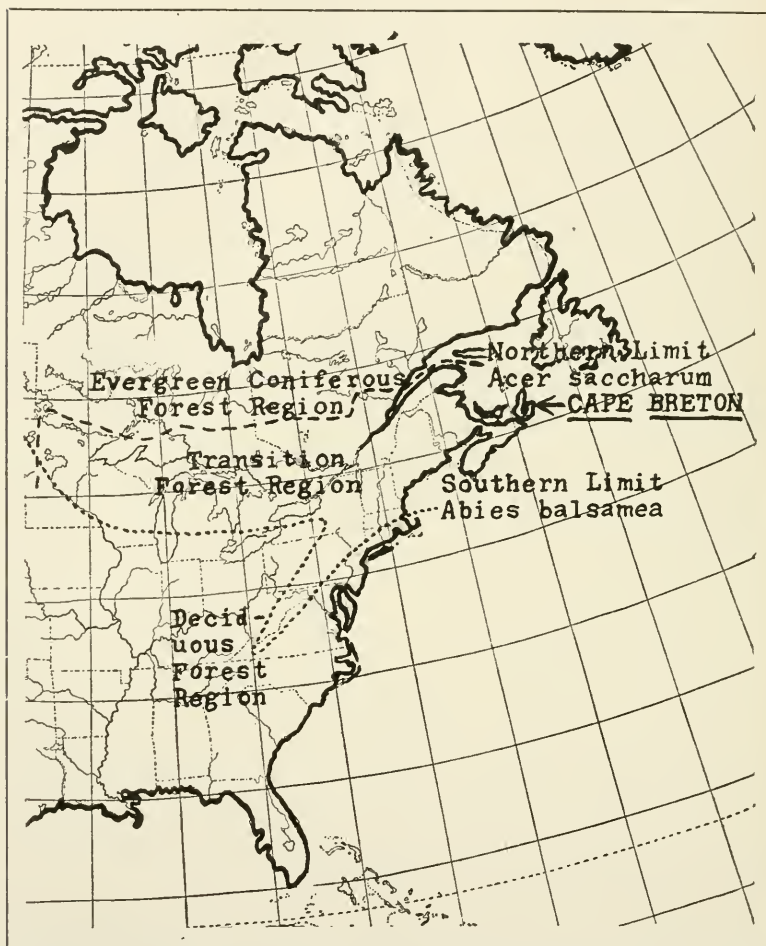 Northern Limit
Acer saccharum
CAPE BRETON
Evergreen Coniferous
Forest Region
Transition
Forest Region
Southern Limit
Abies balsamea
Decid-
uous
Forest
Region